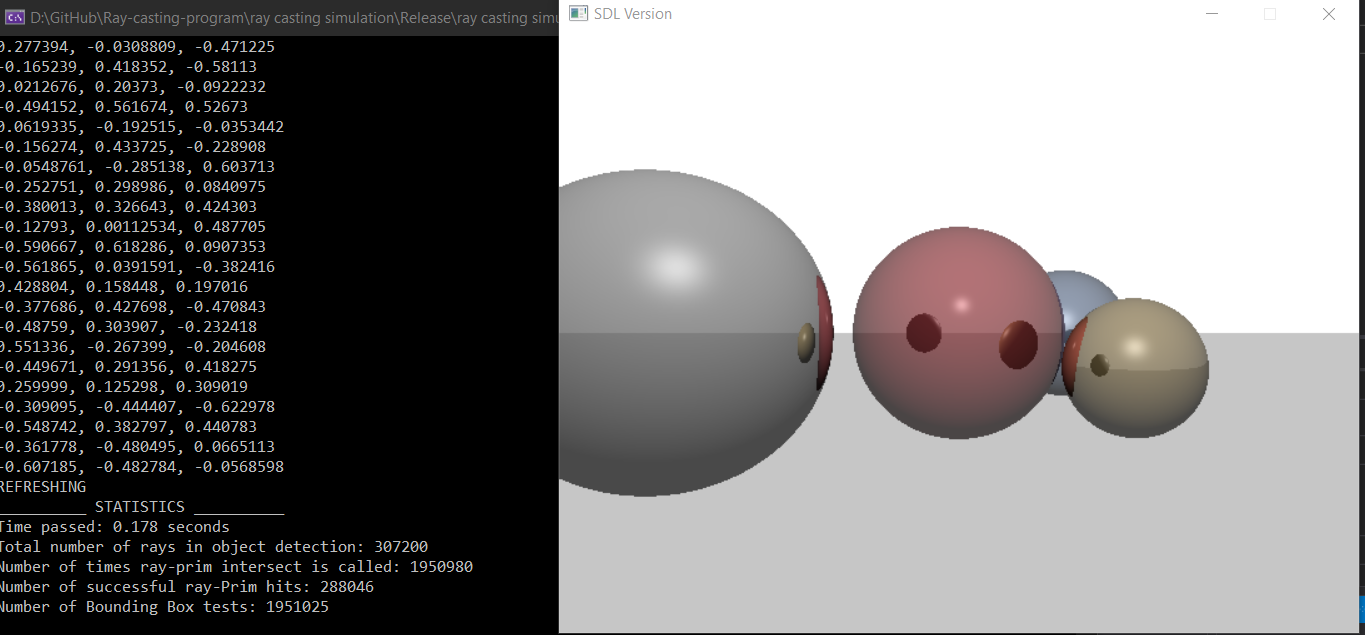 D:\GitHub\Ray-casting-program\ray casting simulation\Release\ray casting simu
SDL Version
0.277394, -0.0308809, -0.471225
-0.165239, 0.418352, -0.58113
0.0212676, 0.20373, -0.0922232
-0.494152, 0.561674, 0.52673
0.0619335, -0.192515, -0.0353442
-0.156274, 0.433725, -0.228908
-0.0548761, -0.285138, 0.603713
-0.252751, 0.298986, 0.0840975
-0.380013, 0.326643, 0.424303
-0.12793, 0.00112534, 0.487705
-0.590667, 0.618286, 0.0907353
-0.561865, 0.0391591, -0.382416
0.428804, 0.158448, 0.197016
-0.377686, 0.427698, -0.470843
-0.48759, 0.303907, -0.232418
0.551336, -0.267399, -0.204608
-0.449671, 0.291356, 0.418275
0.259999, 0.125298, 0.309019
-0.309095, -0.444407, -0.622978
-0.548742, 0.382797, 0.440783
-0.361778, -0.480495, 0.0665113
-0.607185, -0.482784, -0.0568598
REFRESHING
__________ STATISTICS __________
Time passed: 0.178 seconds
Total number of rays in object detection: 307200
Number of times ray-prim intersect is called: 1950980
Number of successful ray-Prim hits: 288046
Number of Bounding Box tests: 1951025